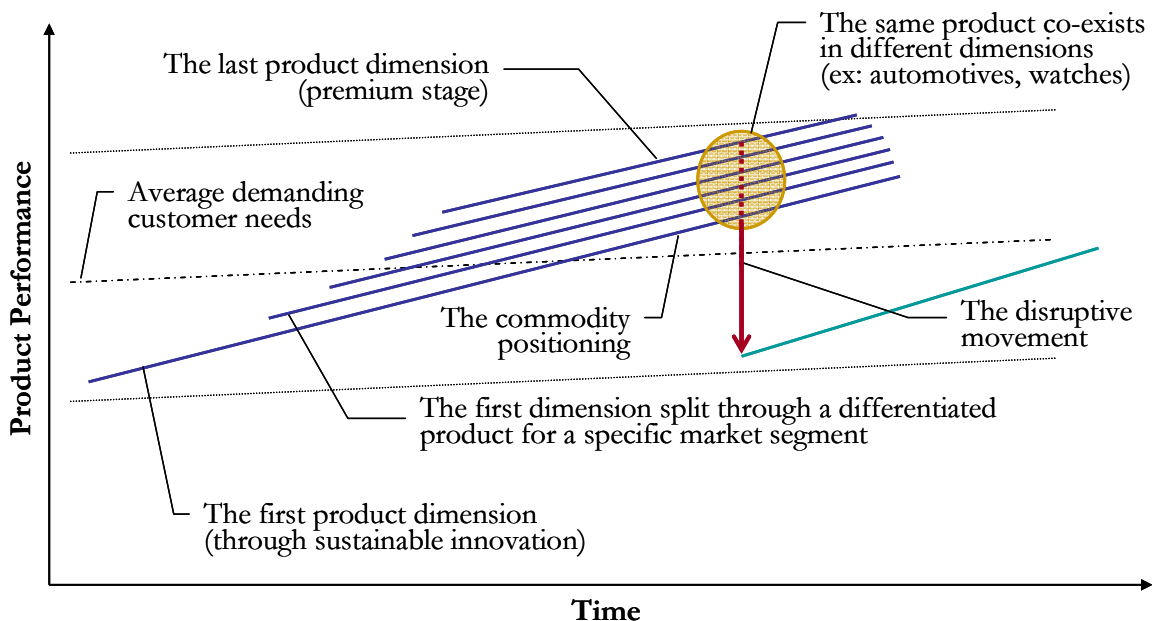 The same product co-exists
in different dimensions
(ex: automotives, watches)
The last product dimension
(premium stage)
Average demanding
customer needs
Product Performance
The commodity
positioning
The disruptive
movement
The first dimension split through a differentiated
product for a specific market segment
The first product dimension
(through sustainable innovation)
Time